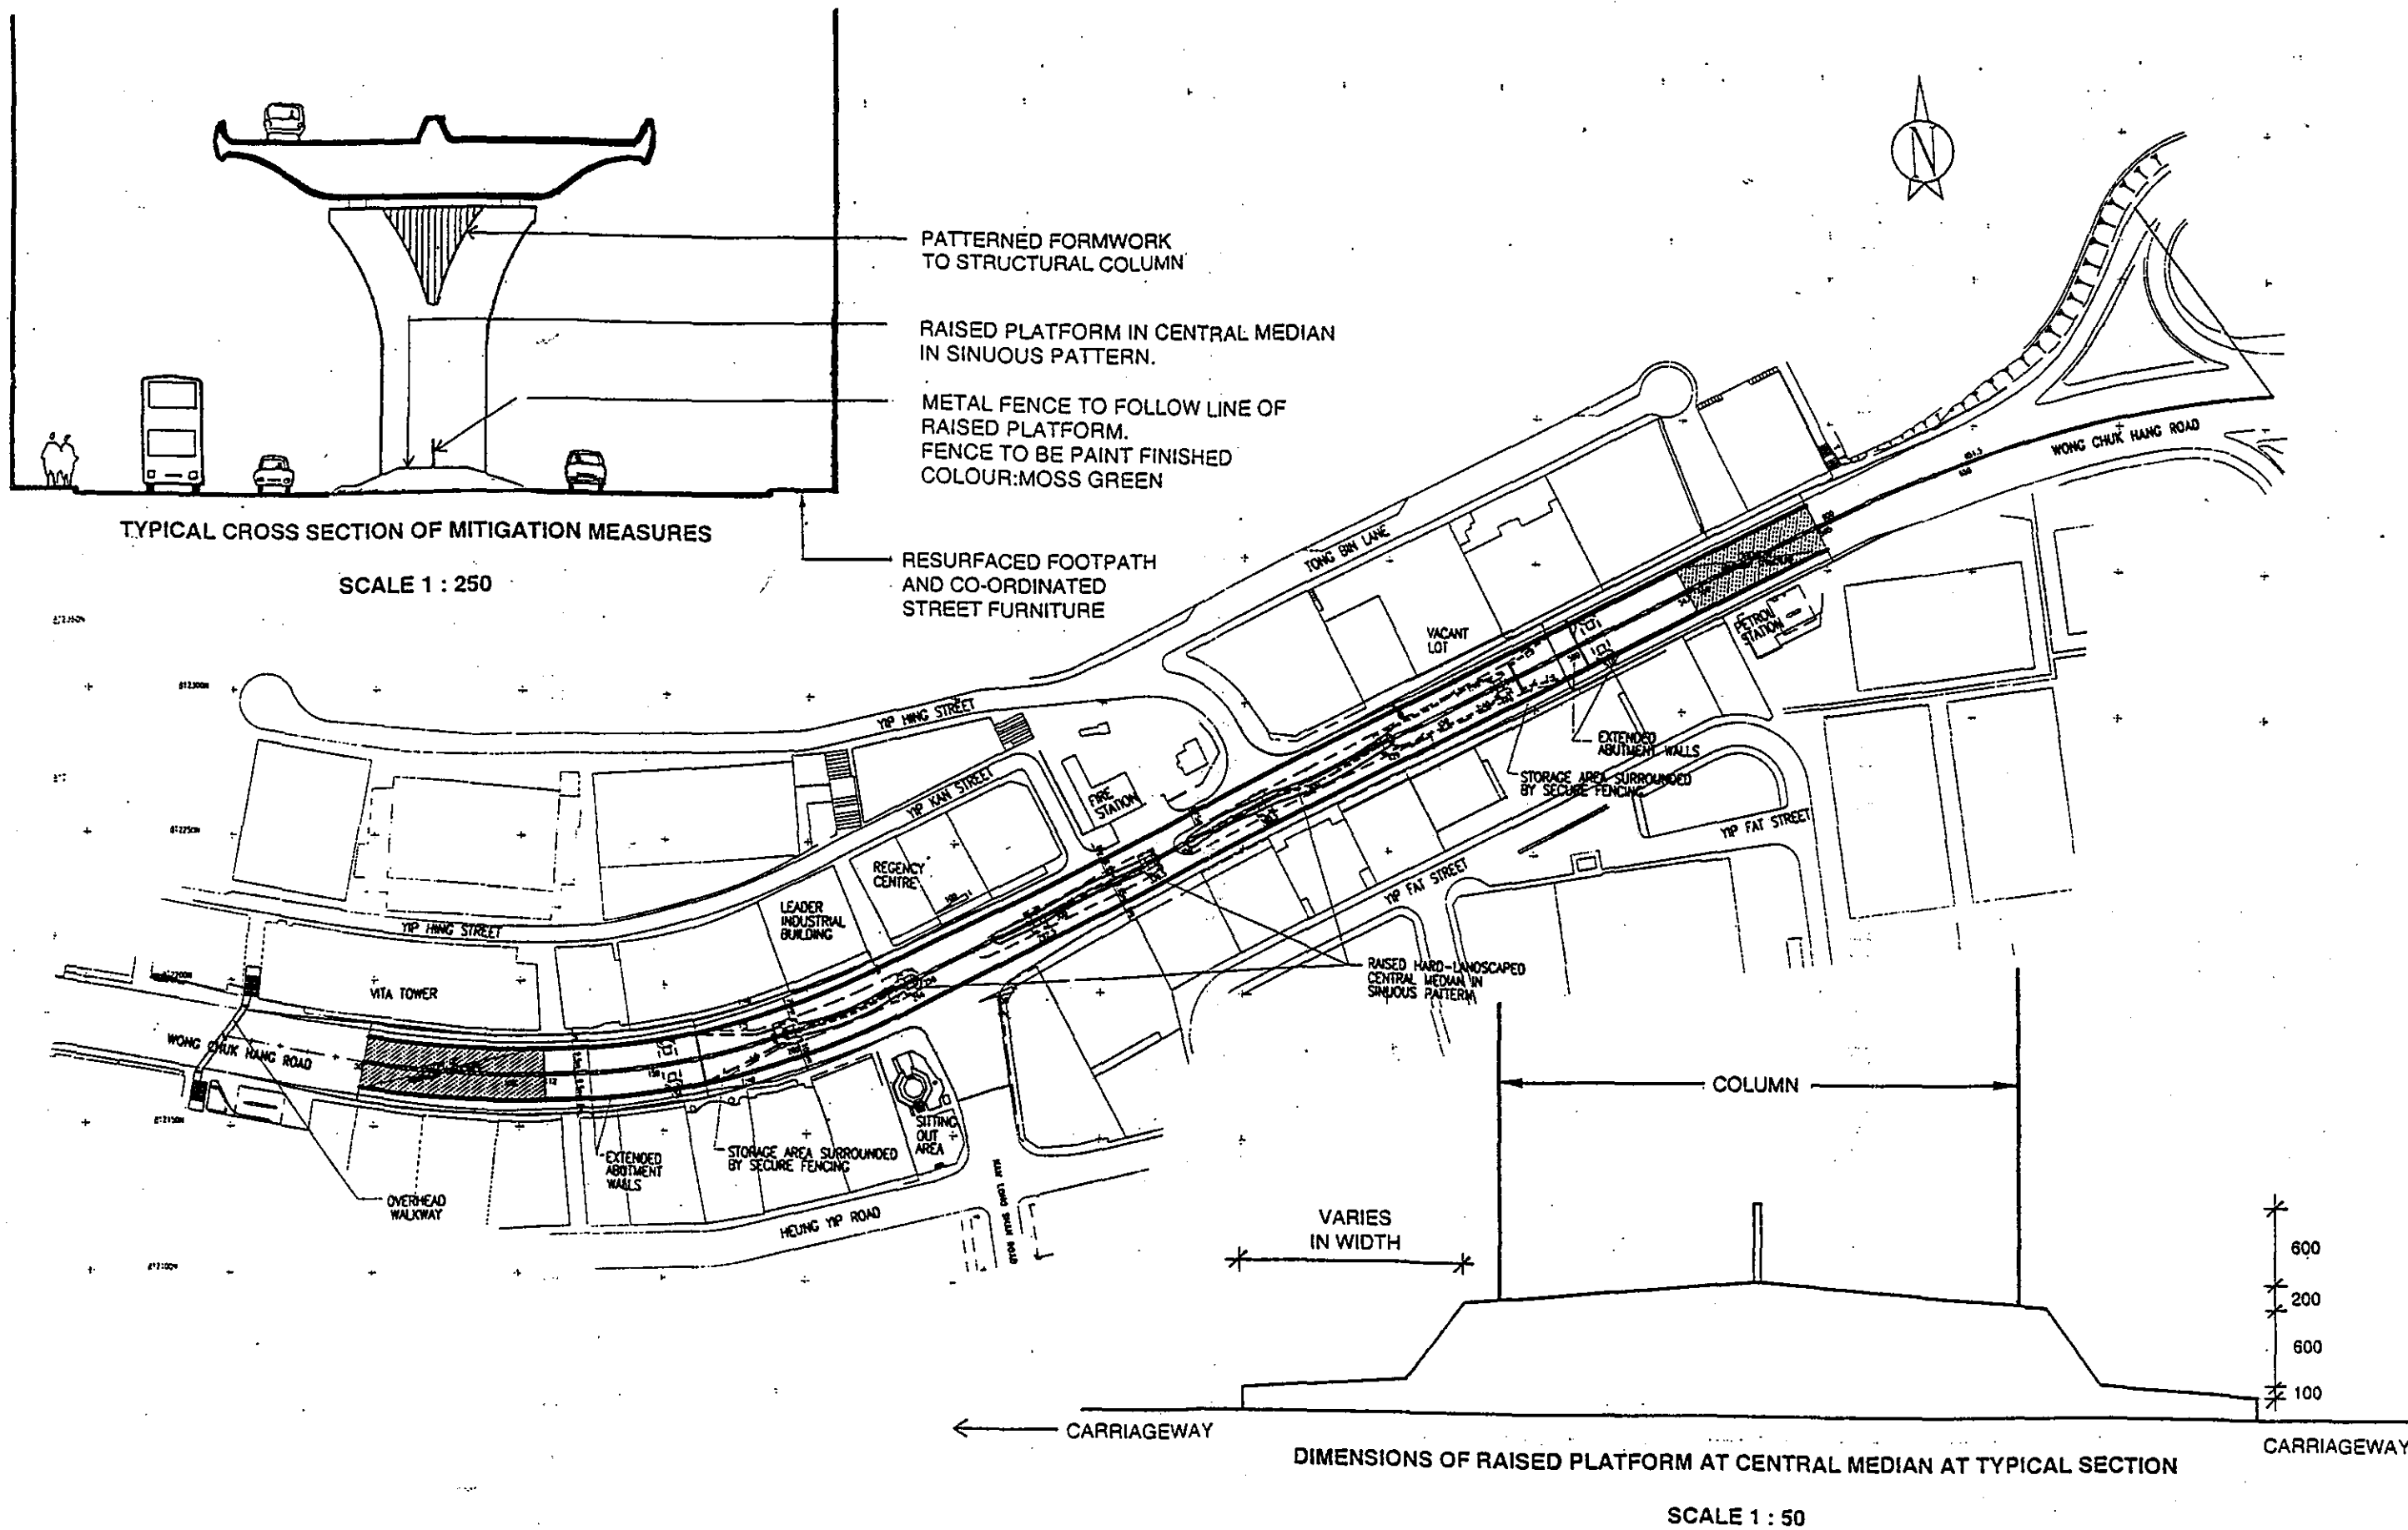 PATTERNED FORMWORK
TO STRUCTURAL COLUMN
RAISED PLATFORM IN CENTRAL MEDIAN
IN SINUOUS PATTERN.
METAL FENCE TO FOLLOW LINE OF
RAISED PLATFORM.
FENCE TO BE PAINT FINISHED
COLOUR:MOSS GREEN
RESURFACED FOOTPATH
AND CO-ORDINATED
STREET FURNITURE
TYPICAL CROSS SECTION OF MITIGATION MEASURES
SCALE 1 : 250
N
WONG CHUK HANG ROAD
TONG BIN LANE
VACANT
LOT
PETROL
STATION
YIP HING STREET
YIP KAN STREET
FIRE
STATION
EXTENDED
ABUTMENT WALLS
STORAGE AREA SURROUNDED
BY SECURE FENCING
YIP FAT STREET
YIP FAT STREET
REGENCY
CENTRE
LEADER
INDUSTRIAL
BUILDING
YIP HING STREET
VITA TOWER
RAISED HARD-LANDSCAPED
CENTRAL MEDIAN IN
SINUOUS PATTERN
WONG CHUK HANG ROAD
SITTING
OUT
AREA
EXTENDED
ABUTMENT
WALLS
STORAGE AREA SURROUNDED
BY SECURE FENCING
OVERHEAD
WALKWAY
HEUNG YIP ROAD
NAM LONG SHAN ROAD
COLUMN
VARIES
IN WIDTH
600
200
600
100
CARRIAGEWAY
CARRIAGEWAY
DIMENSIONS OF RAISED PLATFORM AT CENTRAL MEDIAN AT TYPICAL SECTION
SCALE 1 : 50